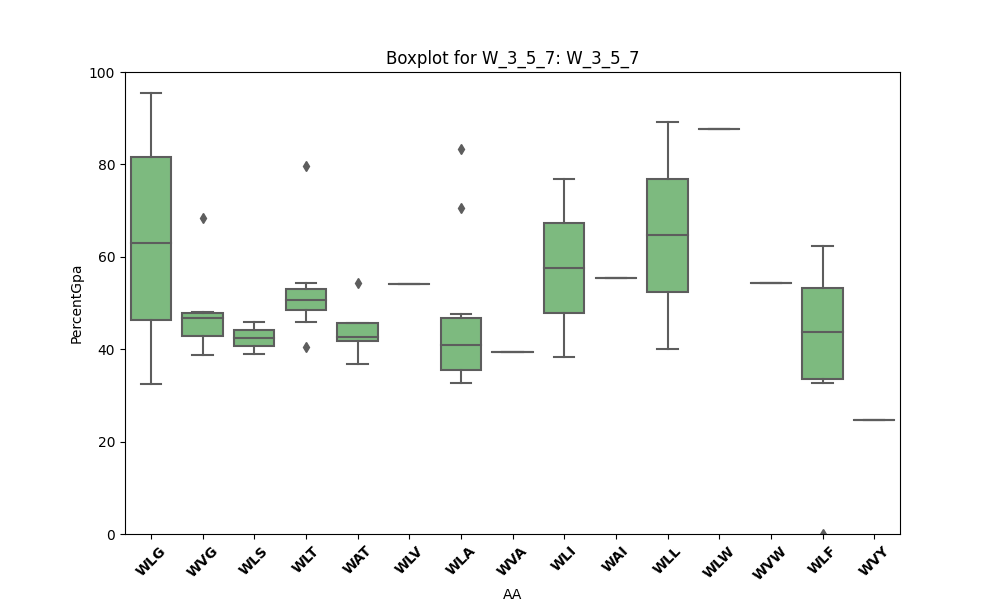 Boxplot for W_3_5_7: W_3_5_7
PercentGpa
100
80
60
40
20
0
WLG WVG WLS WLT WAT WLV WLA WVA WLI WAI WLL WLW WVW WLF WVY
AA